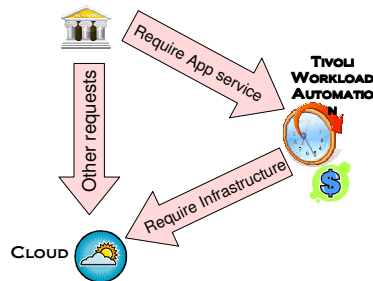 Require App service
TIVOLI
WORKLOAD
AUTOMATIO
N
Other requests
Require Infrastructure
$
CLOUD